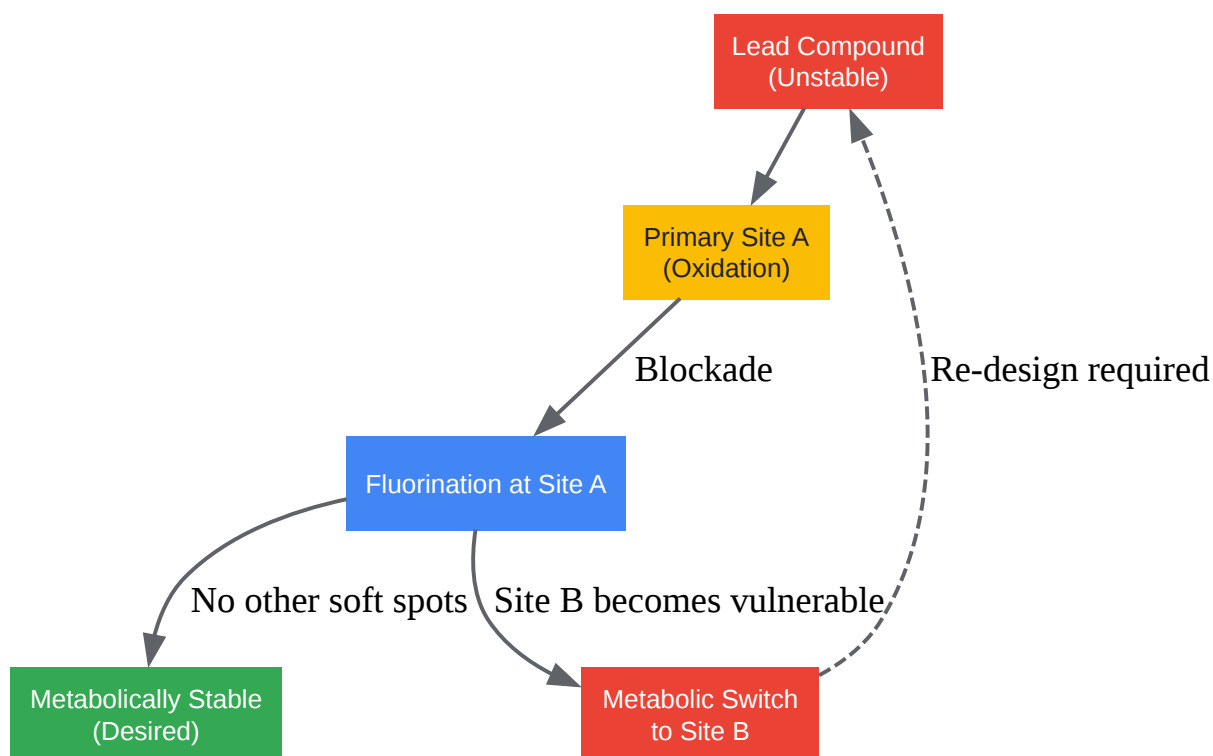 Lead Compound
(Unstable)
Primary Site A
(Oxidation)
Blockade
Re-design required
Fluorination at Site A
No other soft spots
Site B becomes vulnerable
Metabolically Stable
(Desired)
Metabolic Switch
to Site B